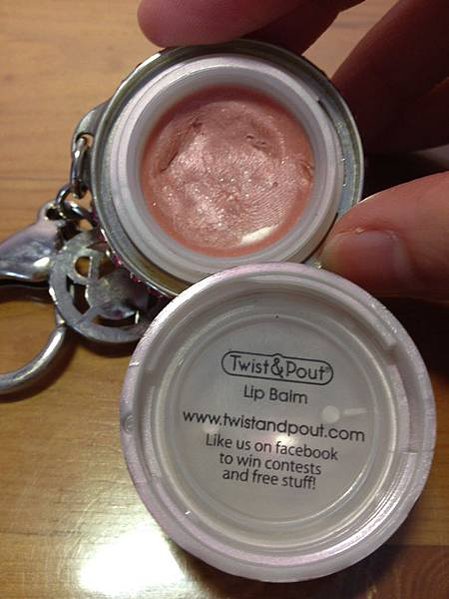 Twist&Pout®
Lip Balm
www.twistandpout.com
Like us on facebook
to win contests
and free stuff!